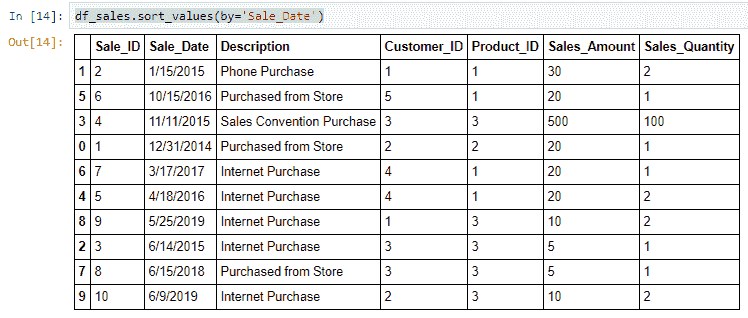 In [14]: df_sales.sort_values(by='Sale_Date')
Out[14]:
Sale_ID Sale_Date Description Customer_ID Product_ID Sales_Amount Sales_Quantity
1 2 1/15/2015 Phone Purchase 1 1 30 2
5 6 10/15/2016 Purchased from Store 5 1 20 1
3 4 11/11/2015 Sales Convention Purchase 3 3 500 100
0 1 12/31/2014 Purchased from Store 2 2 20 1
6 7 3/17/2017 Internet Purchase 4 1 20 1
4 5 4/18/2016 Internet Purchase 4 1 20 2
8 9 5/25/2019 Internet Purchase 1 3 10 2
2 3 6/14/2015 Internet Purchase 3 3 5 1
7 8 6/15/2018 Purchased from Store 3 3 5 1
9 10 6/9/2019 Internet Purchase 2 3 10 2